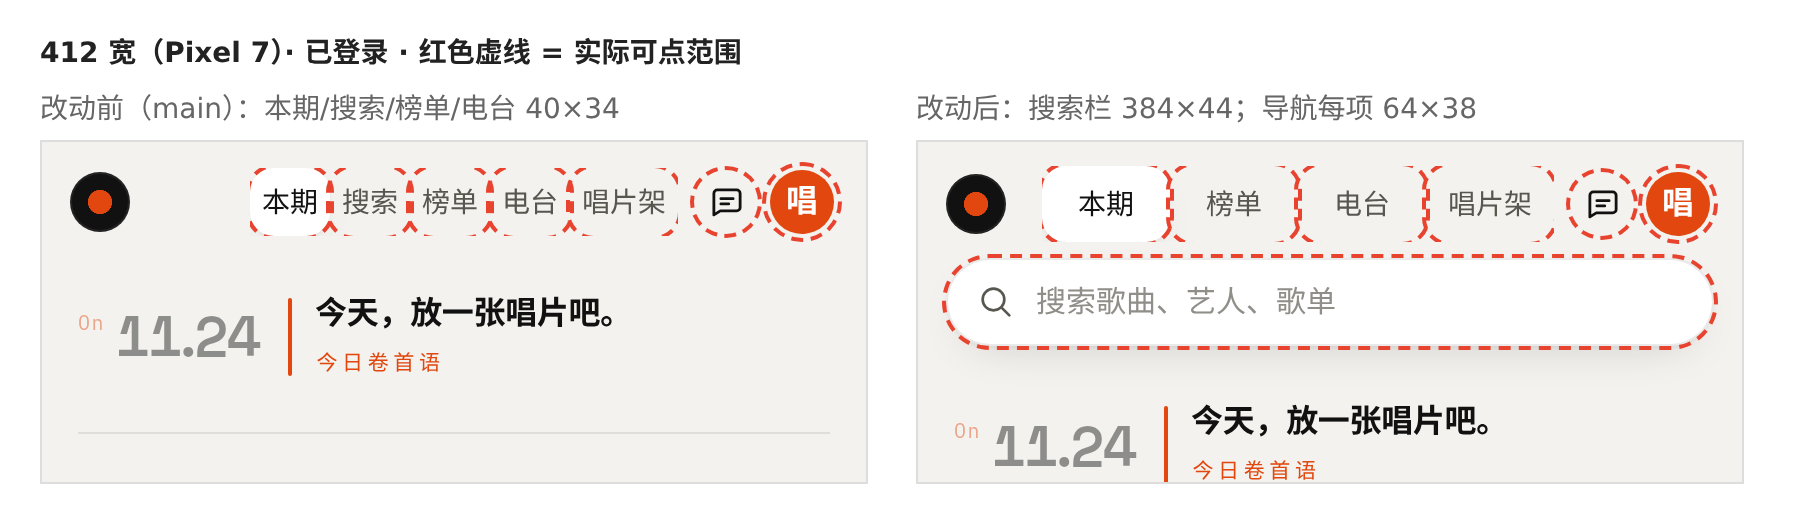 412 宽（Pixel 7）· 已登录 · 红色虚线 = 实际可点范围
改动前（main）：本期/搜索/榜单/电台 40×34
本期 搜索 榜单 电台 唱片架 唱
On 11.24
今天，放一张唱片吧。
今日卷首语
改动后：搜索栏 384×44；导航每项 64×38
本期 榜单 电台 唱片架 唱
搜索歌曲、艺人、歌单
On 11.24
今天，放一张唱片吧。
今日卷首语